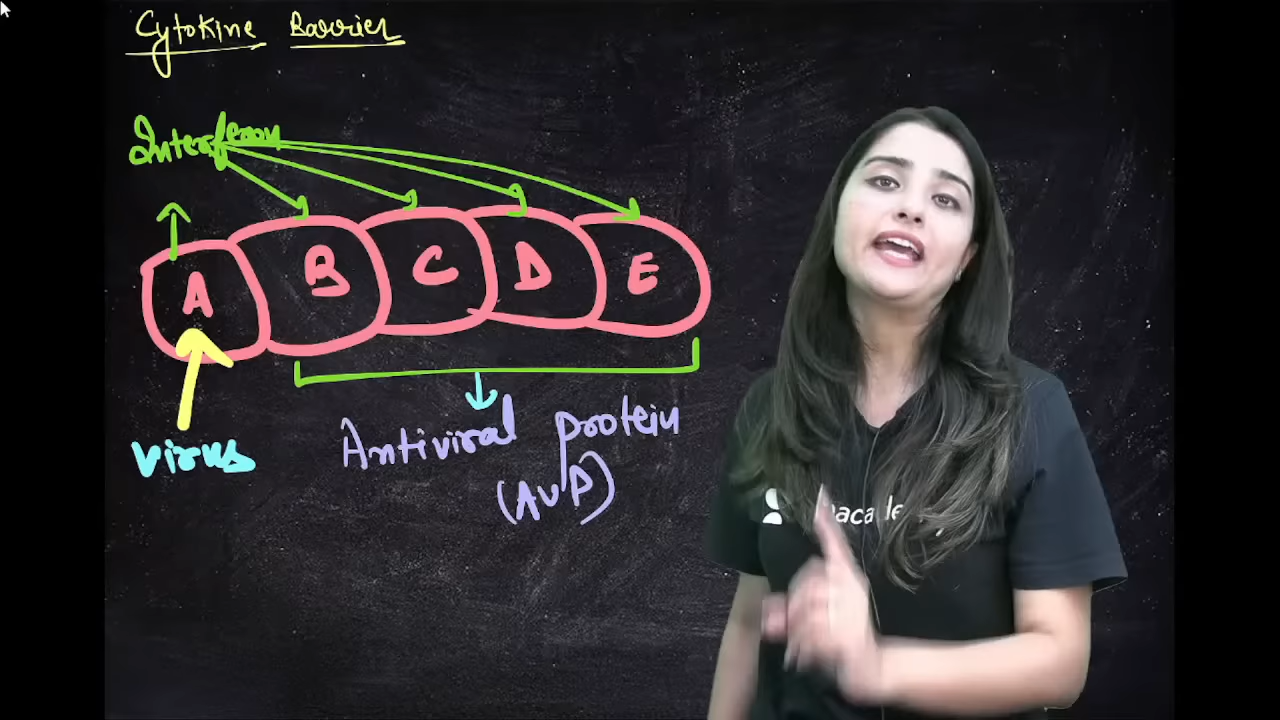 Cytokine Barrier
Interferon
A B C D E
Virus
Antiviral protein
(AVP)